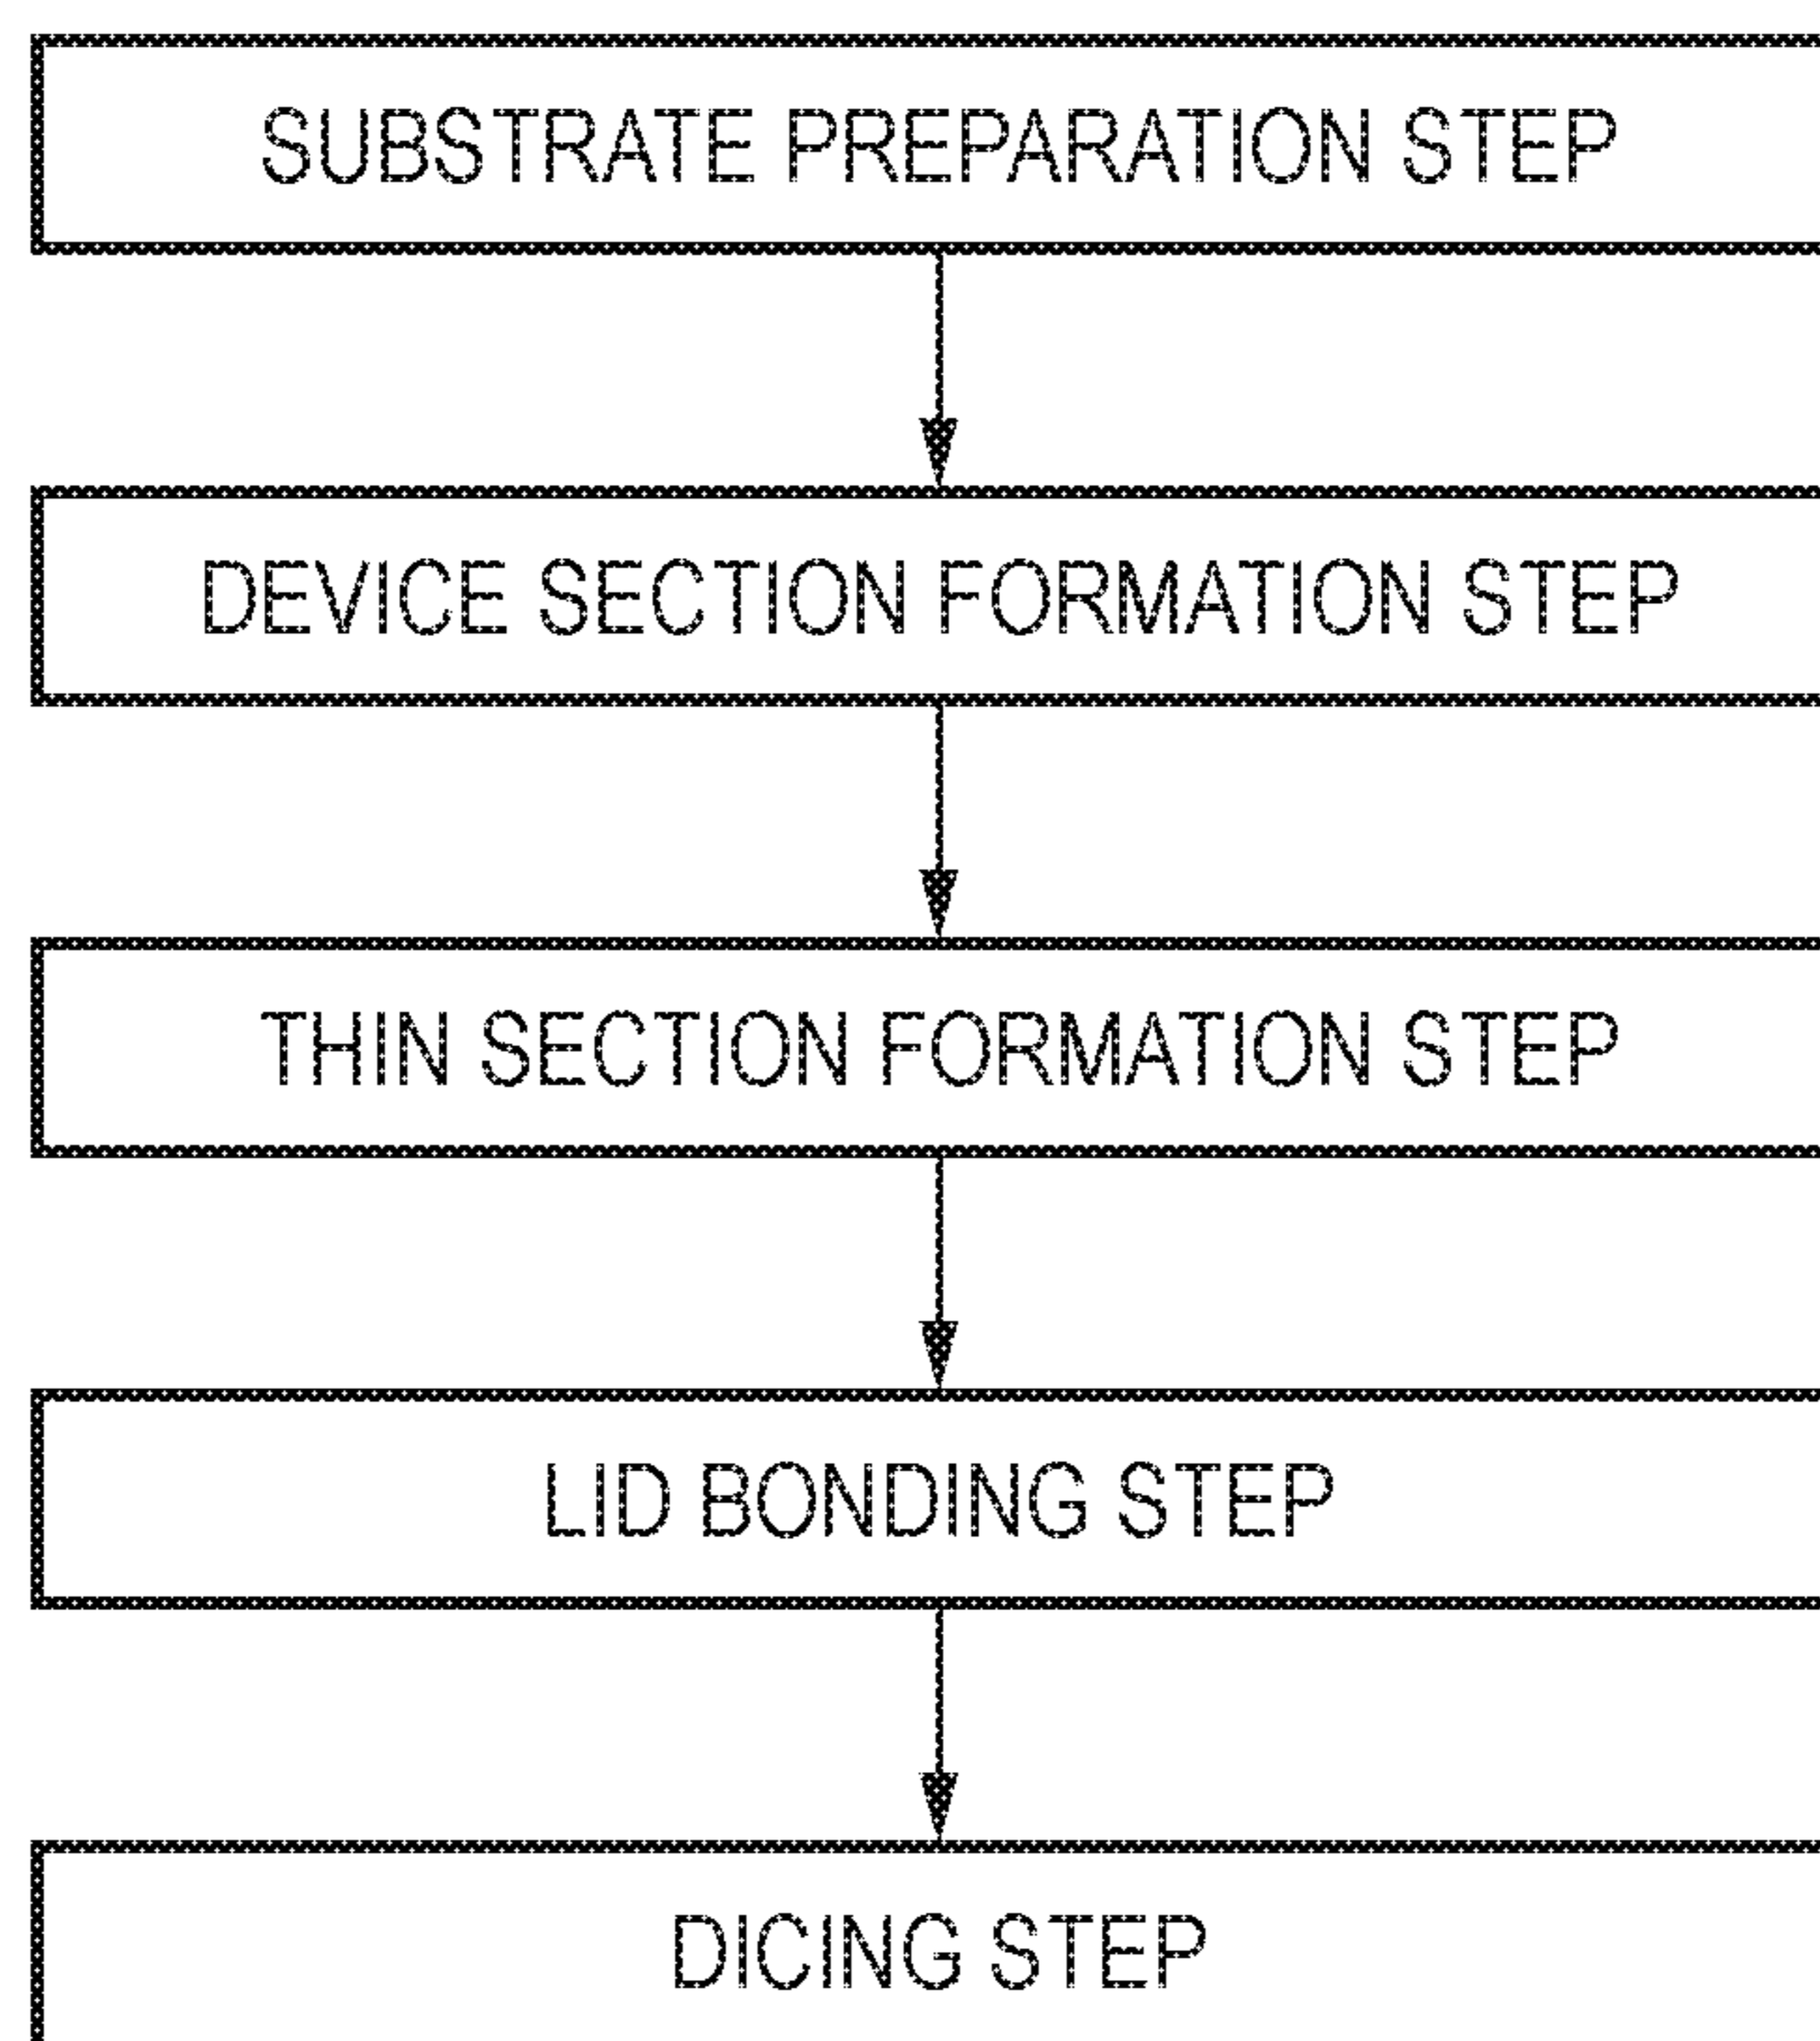 SUBSTRATE PREPARATION STEP
DEVICE SECTION FORMATION STEP
THIN SECTION FORMATION STEP
LID BONDING STEP
DICING STEP